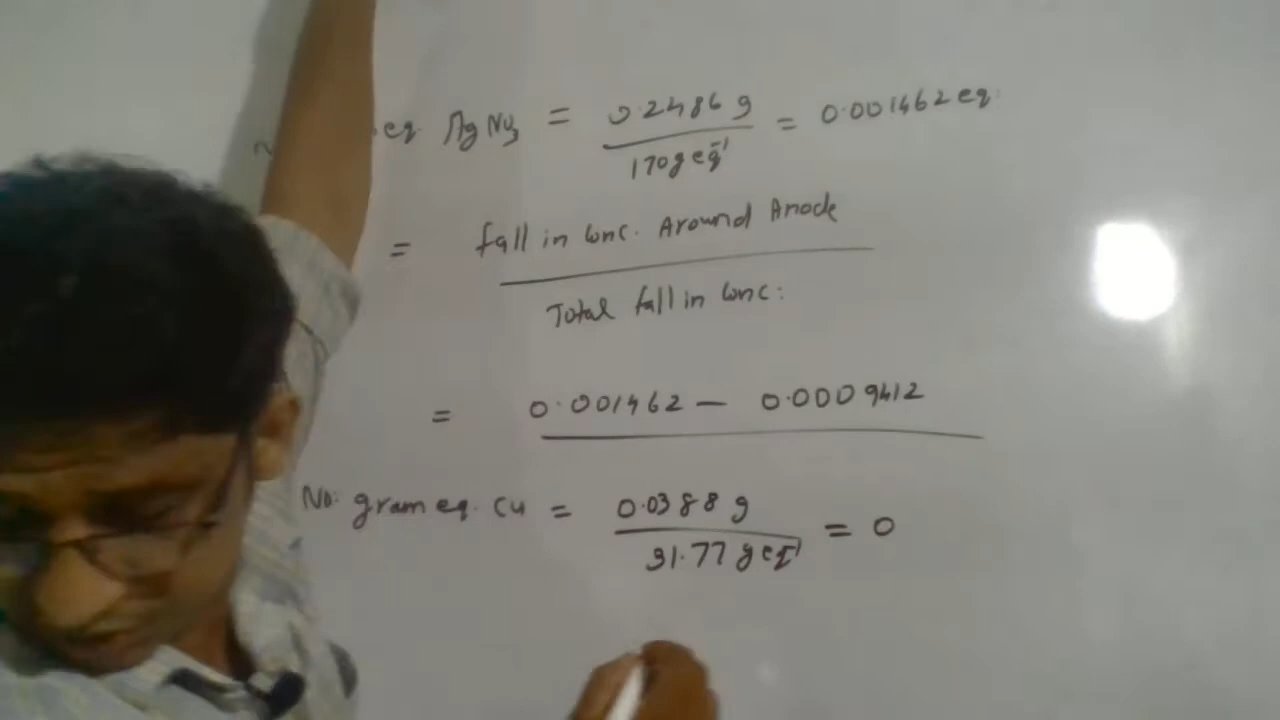 eq. AgNO3 = 0.2486 g / 170 g eq⁻¹ = 0.001462 eq.
= fall in Conc. Around Anode / Total fall in Conc.
= 0.001462 — 0.0009412
No. gram eq. Cu = 0.0388 g / 31.77 g eq⁻¹ = 0